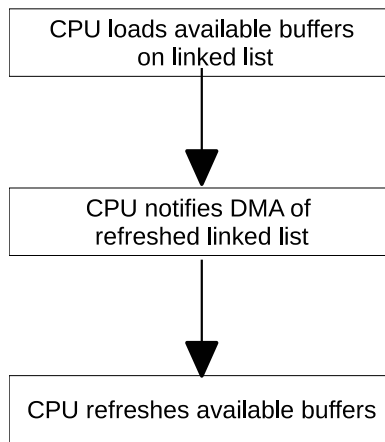 CPU loads available buffers
on linked list
CPU notifies DMA of
refreshed linked list
CPU refreshes available buffers